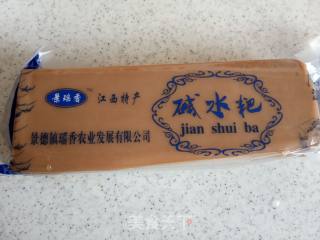 景瑞香
江西特产
碱水粑
jian shui ba
景德镇瑞香农业发展有限公司
美食天下